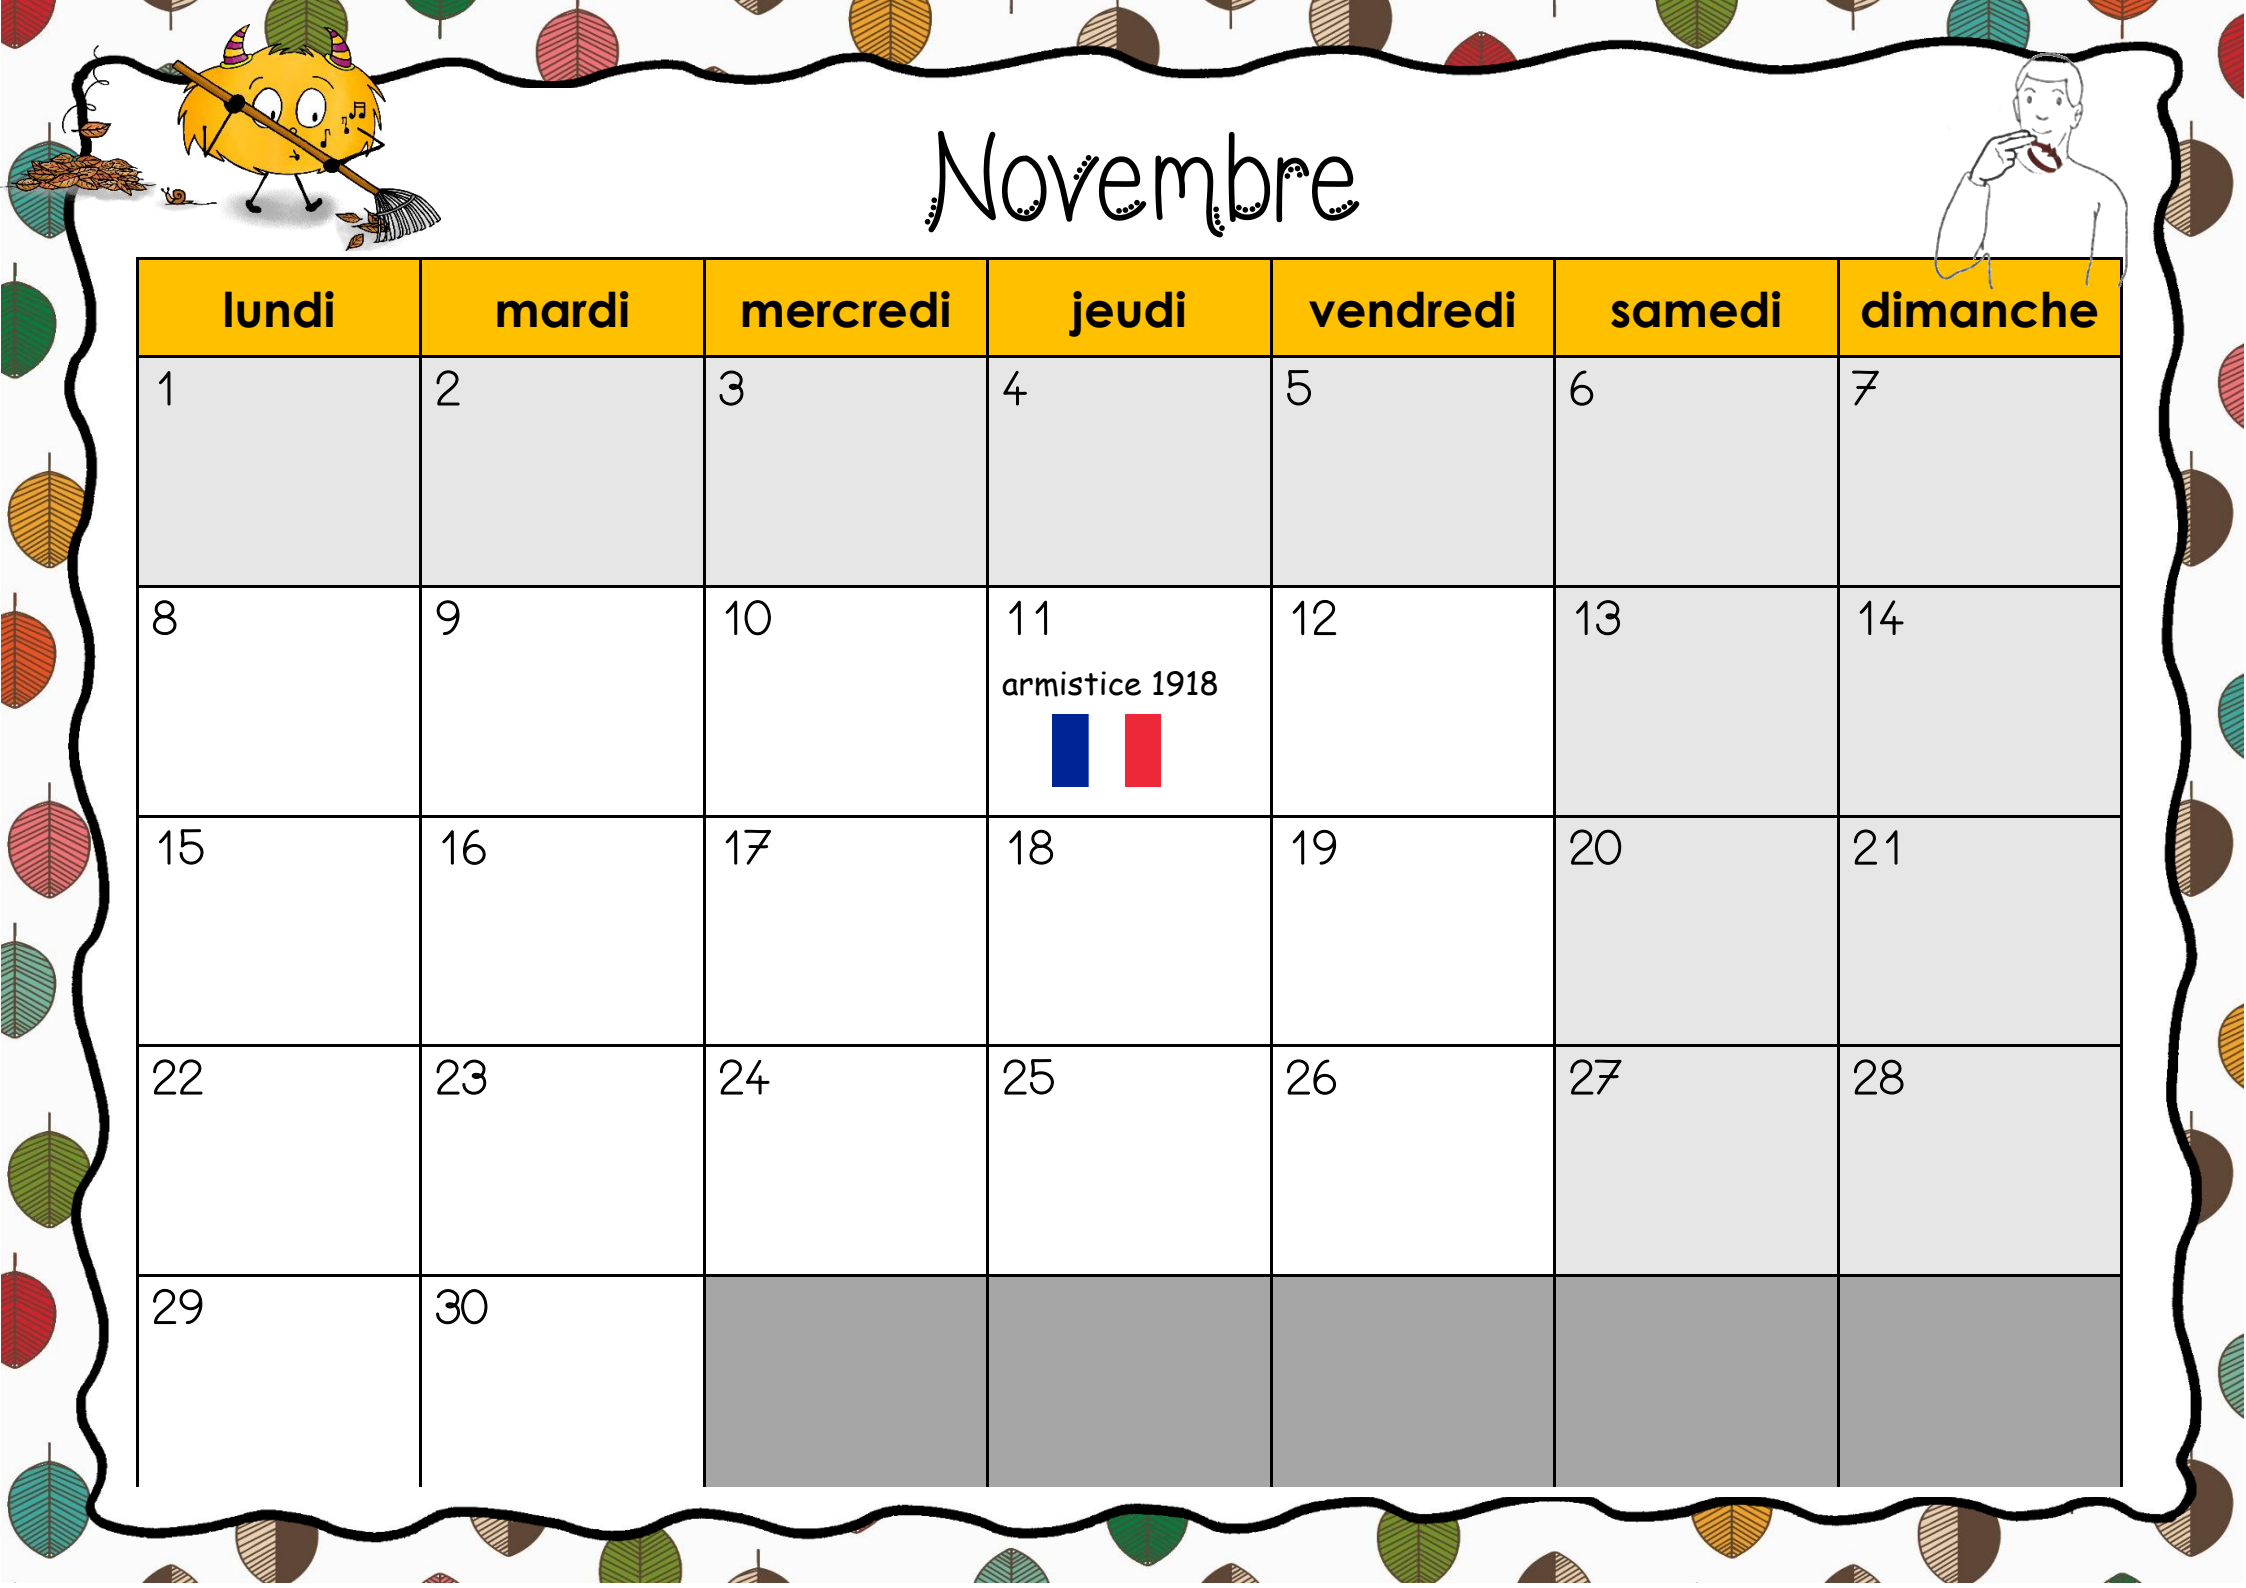 Novembre
lundi mardi mercredi jeudi vendredi samedi dimanche
1 2 3 4 5 6 7
8 9 10 11 12 13 14
armistice 1918
15 16 17 18 19 20 21
22 23 24 25 26 27 28
29 30